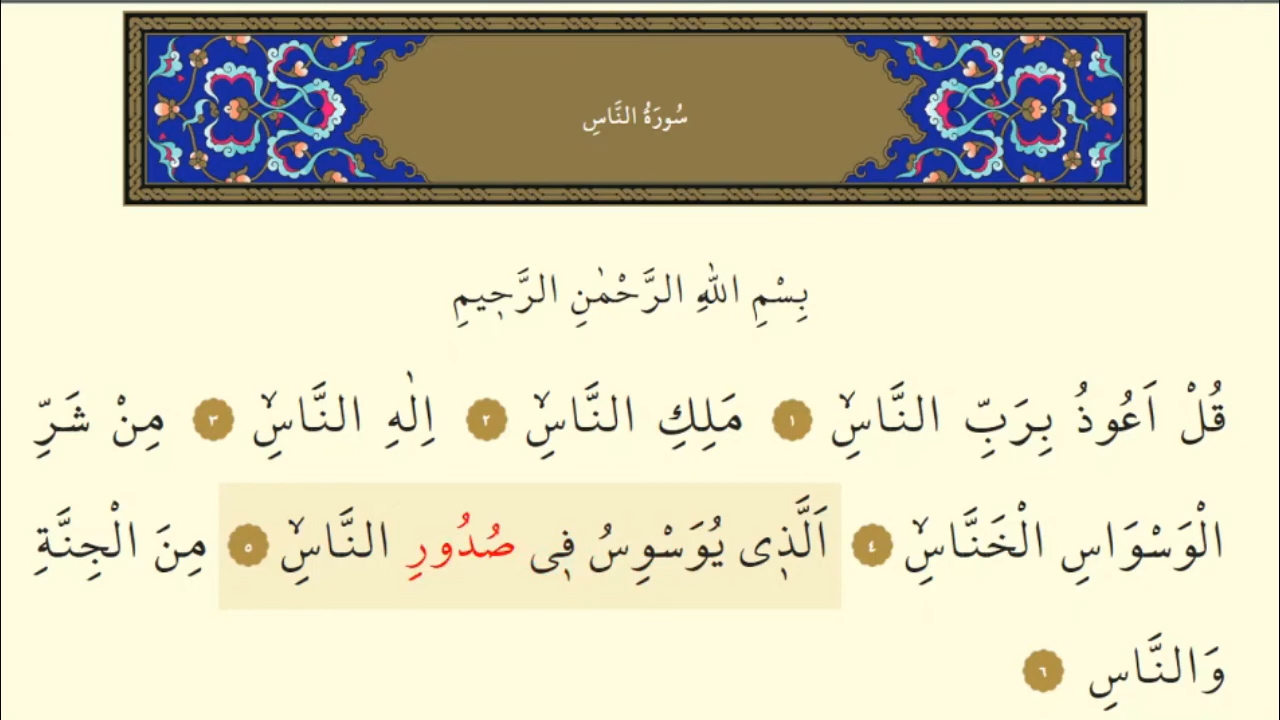 سُورَةُ النَّاسِ
بِسْمِ اللّٰهِ الرَّحْمٰنِ الرَّح۪يمِ
قُلْ اَعُوذُ بِرَبِّ النَّاسِۙ ١ مَلِكِ النَّاسِۙ ٢ اِلٰهِ النَّاسِۙ ٣ مِنْ شَرِّ
الْوَسْوَاسِ الْخَنَّاسِۙ ٤ اَلَّذ۪ى يُوَسْوِسُ ف۪ى صُدُورِ النَّاسِۙ ٥ مِنَ الْجِنَّةِ
وَالنَّاسِ ٦